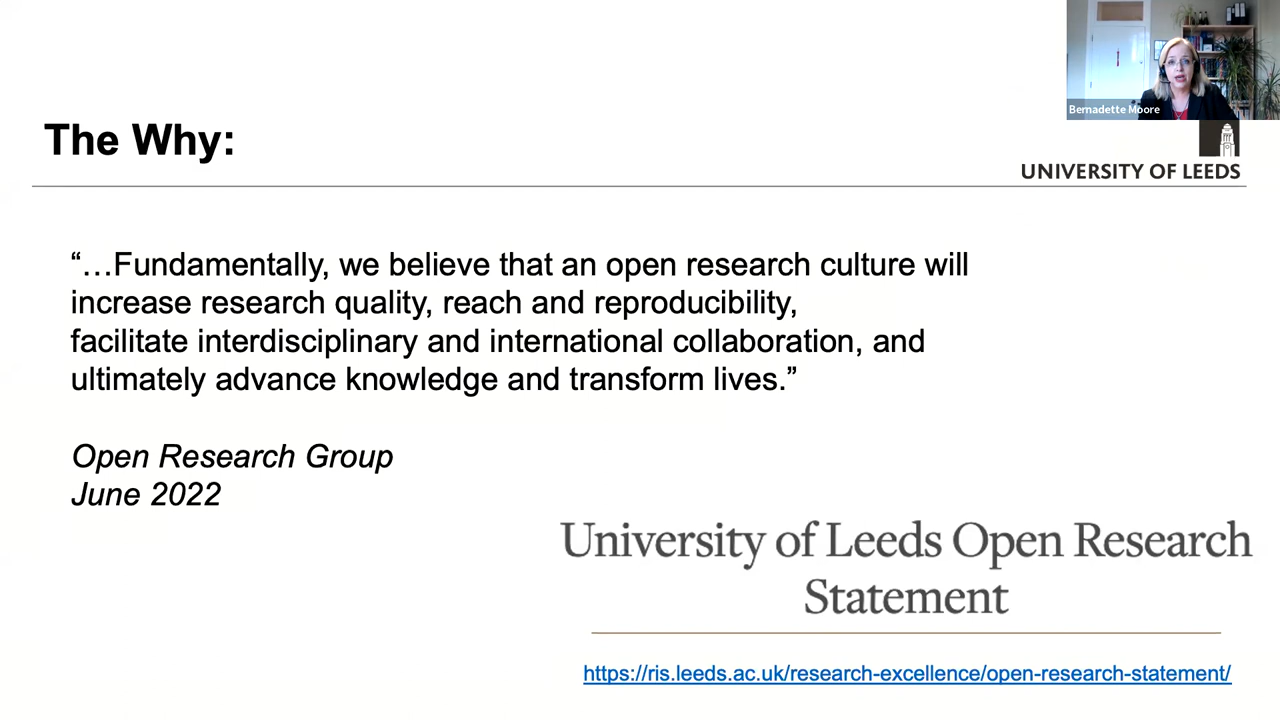 Bernadette Moore
The Why:
UNIVERSITY OF LEEDS
“…Fundamentally, we believe that an open research culture will
increase research quality, reach and reproducibility,
facilitate interdisciplinary and international collaboration, and
ultimately advance knowledge and transform lives.”
Open Research Group
June 2022
University of Leeds Open Research
Statement
https://ris.leeds.ac.uk/research-excellence/open-research-statement/